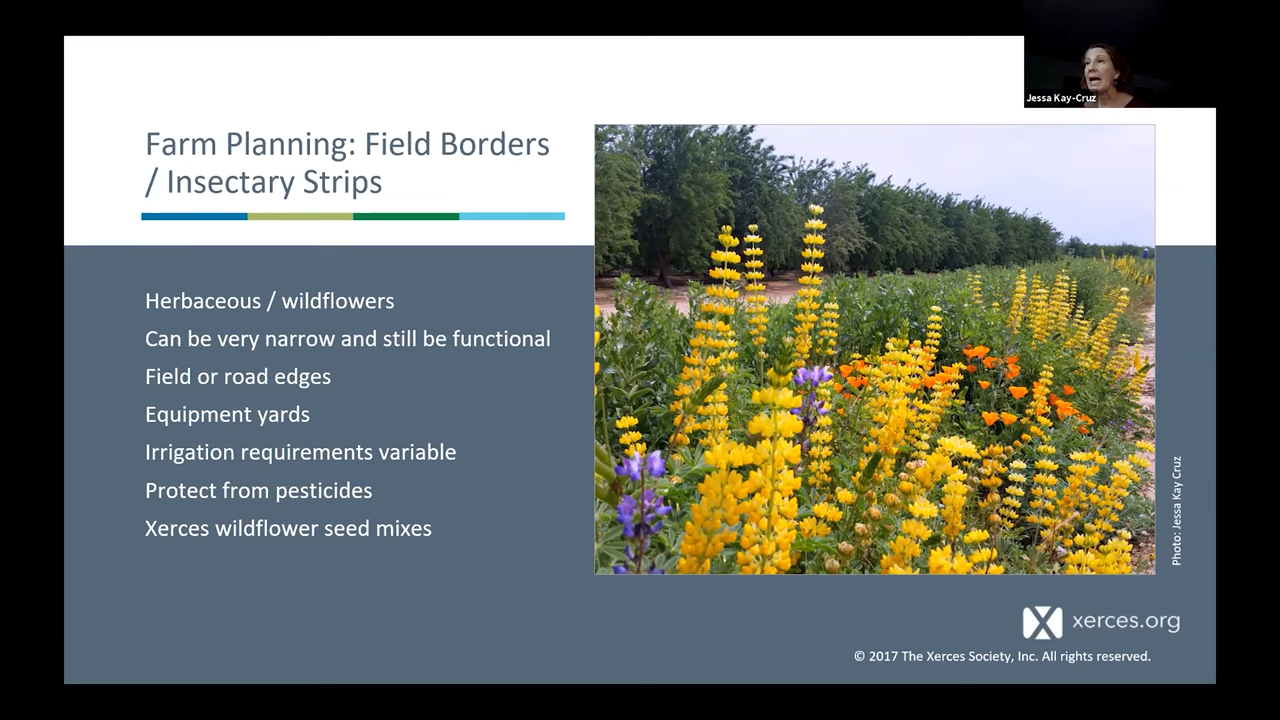 Jessa Kay-Cruz
Farm Planning: Field Borders
/ Insectary Strips
Herbaceous / wildflowers
Can be very narrow and still be functional
Field or road edges
Equipment yards
Irrigation requirements variable
Protect from pesticides
Xerces wildflower seed mixes
Photo: Jessa Kay Cruz
xerces.org
© 2017 The Xerces Society, Inc. All rights reserved.